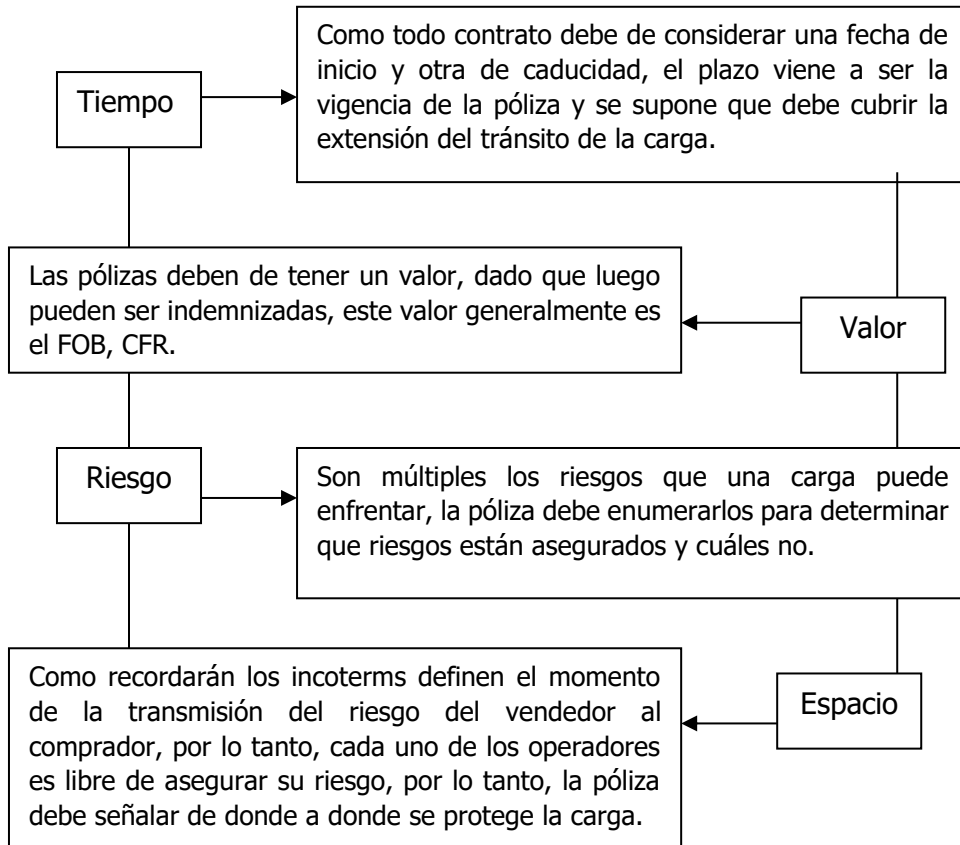 Tiempo
Como todo contrato debe de considerar una fecha de
inicio y otra de caducidad, el plazo viene a ser la
vigencia de la póliza y se supone que debe cubrir la
extensión del tránsito de la carga.
Las pólizas deben de tener un valor, dado que luego
pueden ser indemnizadas, este valor generalmente es
el FOB, CFR.
Valor
Riesgo
Son múltiples los riesgos que una carga puede
enfrentar, la póliza debe enumerarlos para determinar
que riesgos están asegurados y cuáles no.
Como recordarán los incoterms definen el momento
de la transmisión del riesgo del vendedor al
comprador, por lo tanto, cada uno de los operadores
es libre de asegurar su riesgo, por lo tanto, la póliza
debe señalar de donde a donde se protege la carga.
Espacio